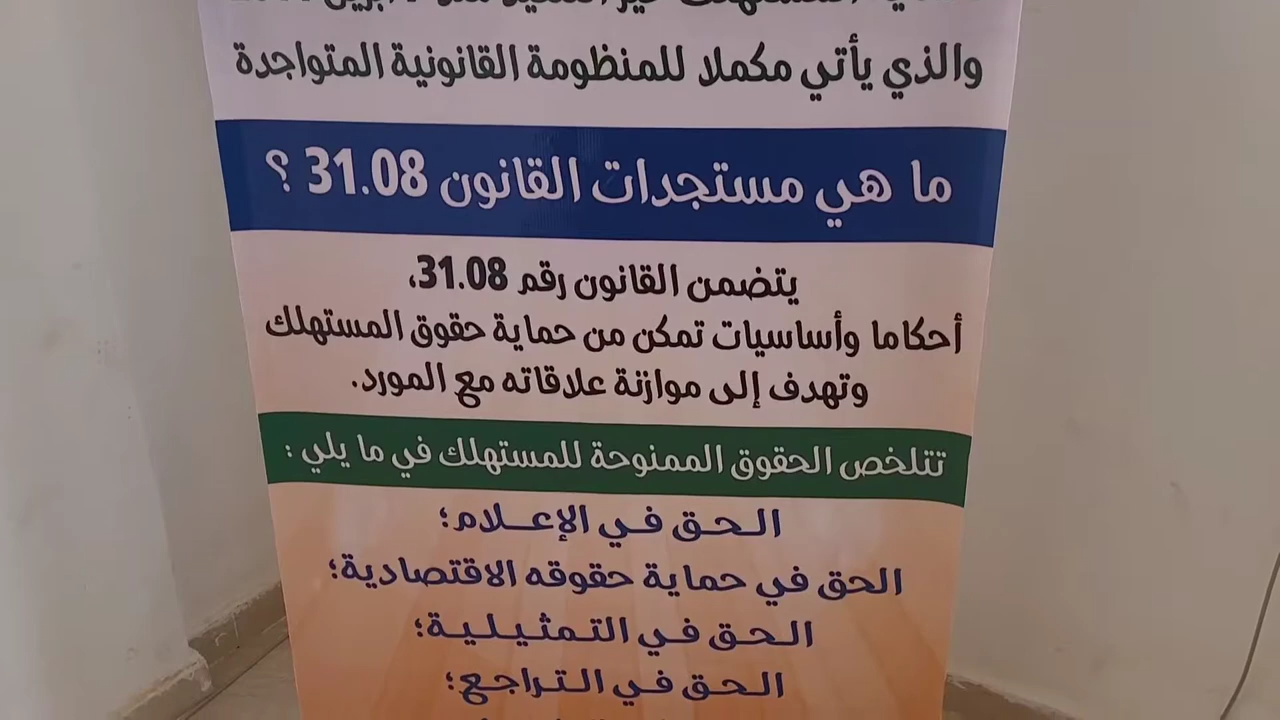 والذي يأتي مكملا للمنظومة القانونية المتواجدة
ما هي مستجدات القانون 31.08 ؟
يتضمن القانون رقم 31.08،
أحكاما وأساسيات تمكن من حماية حقوق المستهلك
وتهدف إلى موازنة علاقاته مع المورد.
تتلخص الحقوق الممنوحة للمستهلك في ما يلي :
الحق في الإعلام؛
الحق في حماية حقوقه الاقتصادية؛
الحق في التمثيلية؛
الحق في التراجع؛